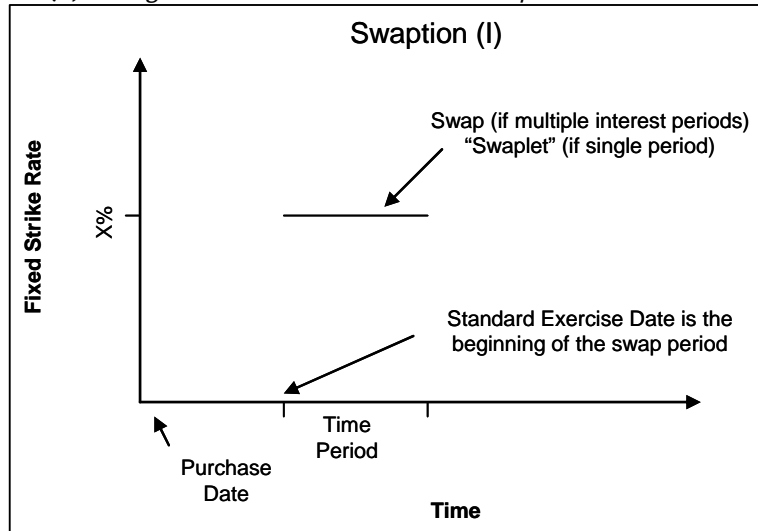 Swaption (I)
Swap (if multiple interest periods)
“Swaplet” (if single period)
X%
Fixed Strike Rate
Standard Exercise Date is the
beginning of the swap period
Time
Period
Purchase
Date
Time